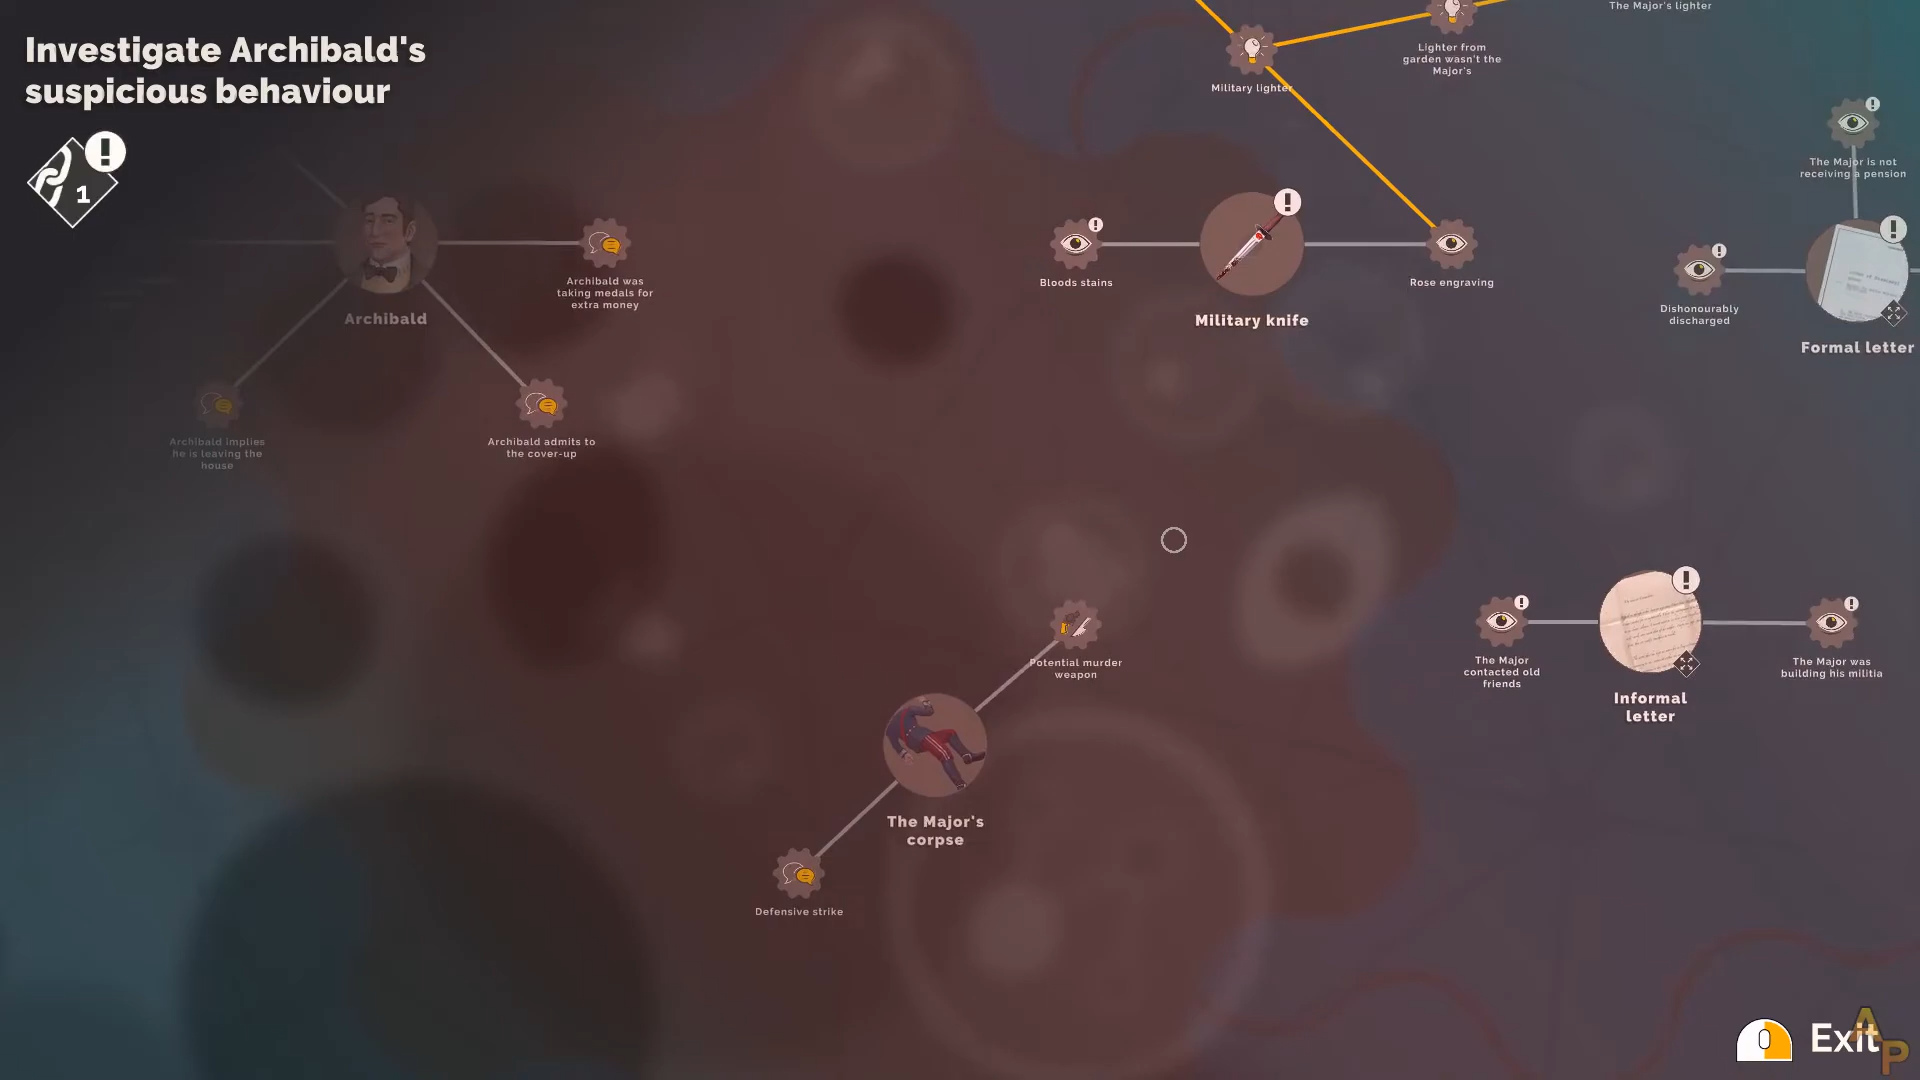 Investigate Archibald's
suspicious behaviour
1
The Major's lighter
Lighter from
garden wasn't the
Major's
Military lighter
The Major is not
receiving a pension
Archibald was
taking medals for
extra money
Archibald
Bloods stains
Military knife
Rose engraving
Dishonourably
discharged
Formal letter
Archibald implies
he is leaving the
house
Archibald admits to
the cover-up
Potential murder
weapon
The Major
contacted old
friends
Informal
letter
The Major was
building his militia
The Major's
corpse
Defensive strike
Exit
AP